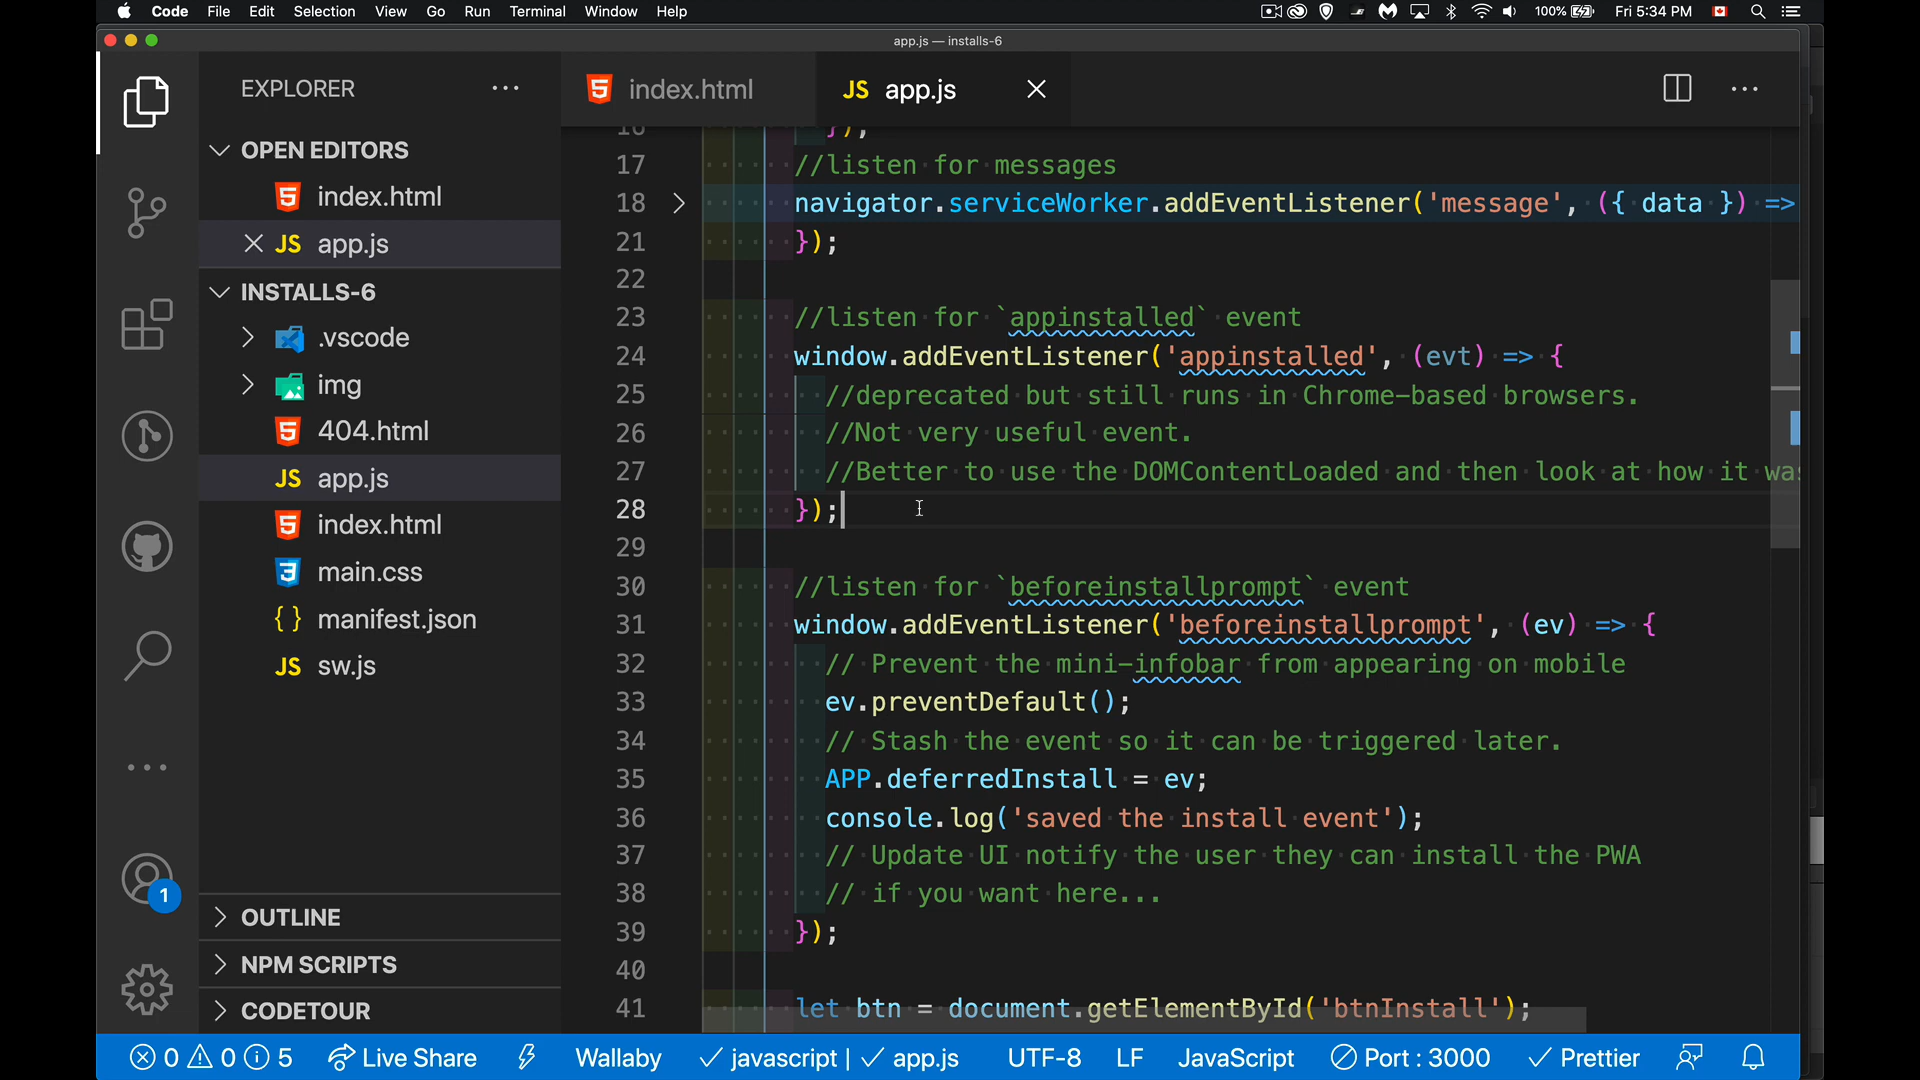 Code File Edit Selection View Go Run Terminal Window Help 100% Fri 5:34 PM
app.js — installs-6
EXPLORER
index.html
JS app.js
OPEN EDITORS
index.html
JS app.js
INSTALLS-6
.vscode
img
404.html
JS app.js
index.html
main.css
{ } manifest.json
JS sw.js
OUTLINE
NPM SCRIPTS
CODETOUR
1
16 });
17 //listen for messages
18 navigator.serviceWorker.addEventListener('message', ({ data }) =>
21 });
22
23 //listen for `appinstalled` event
24 window.addEventListener('appinstalled', (evt) => {
25 //deprecated but still runs in Chrome-based browsers.
26 //Not very useful event.
27 //Better to use the DOMContentLoaded and then look at how it was
28 });
29
30 //listen for `beforeinstallprompt` event
31 window.addEventListener('beforeinstallprompt', (ev) => {
32 // Prevent the mini-infobar from appearing on mobile
33 ev.preventDefault();
34 // Stash the event so it can be triggered later.
35 APP.deferredInstall = ev;
36 console.log('saved the install event');
37 // Update UI notify the user they can install the PWA
38 // if you want here...
39 });
40
41 let btn = document.getElementById('btnInstall');
0 0 5 Live Share Wallaby javascript | app.js UTF-8 LF JavaScript Port : 3000 Prettier